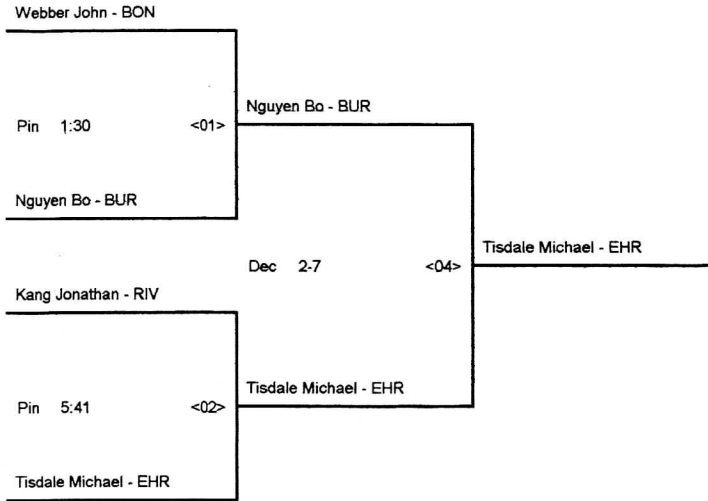 Webber John - BON
Nguyen Bo - BUR
Pin 1:30 <01>
Nguyen Bo - BUR
Tisdale Michael - EHR
Dec 2-7 <04>
Kang Jonathan - RIV
Tisdale Michael - EHR
Pin 5:41 <02>
Tisdale Michael - EHR